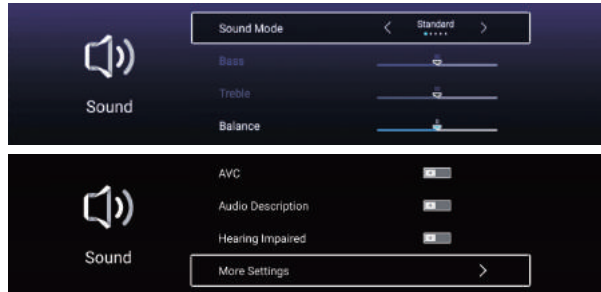 Sound Mode
Standard
Bass
Treble
Sound
Balance
AVC
Audio Description
Hearing Impaired
Sound
More Settings